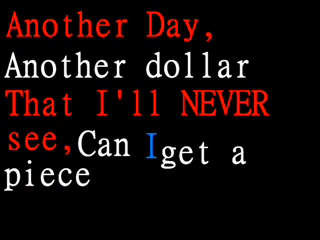 Another Day,
Another dollar
That I'll NEVER
see, Can I get a
piece